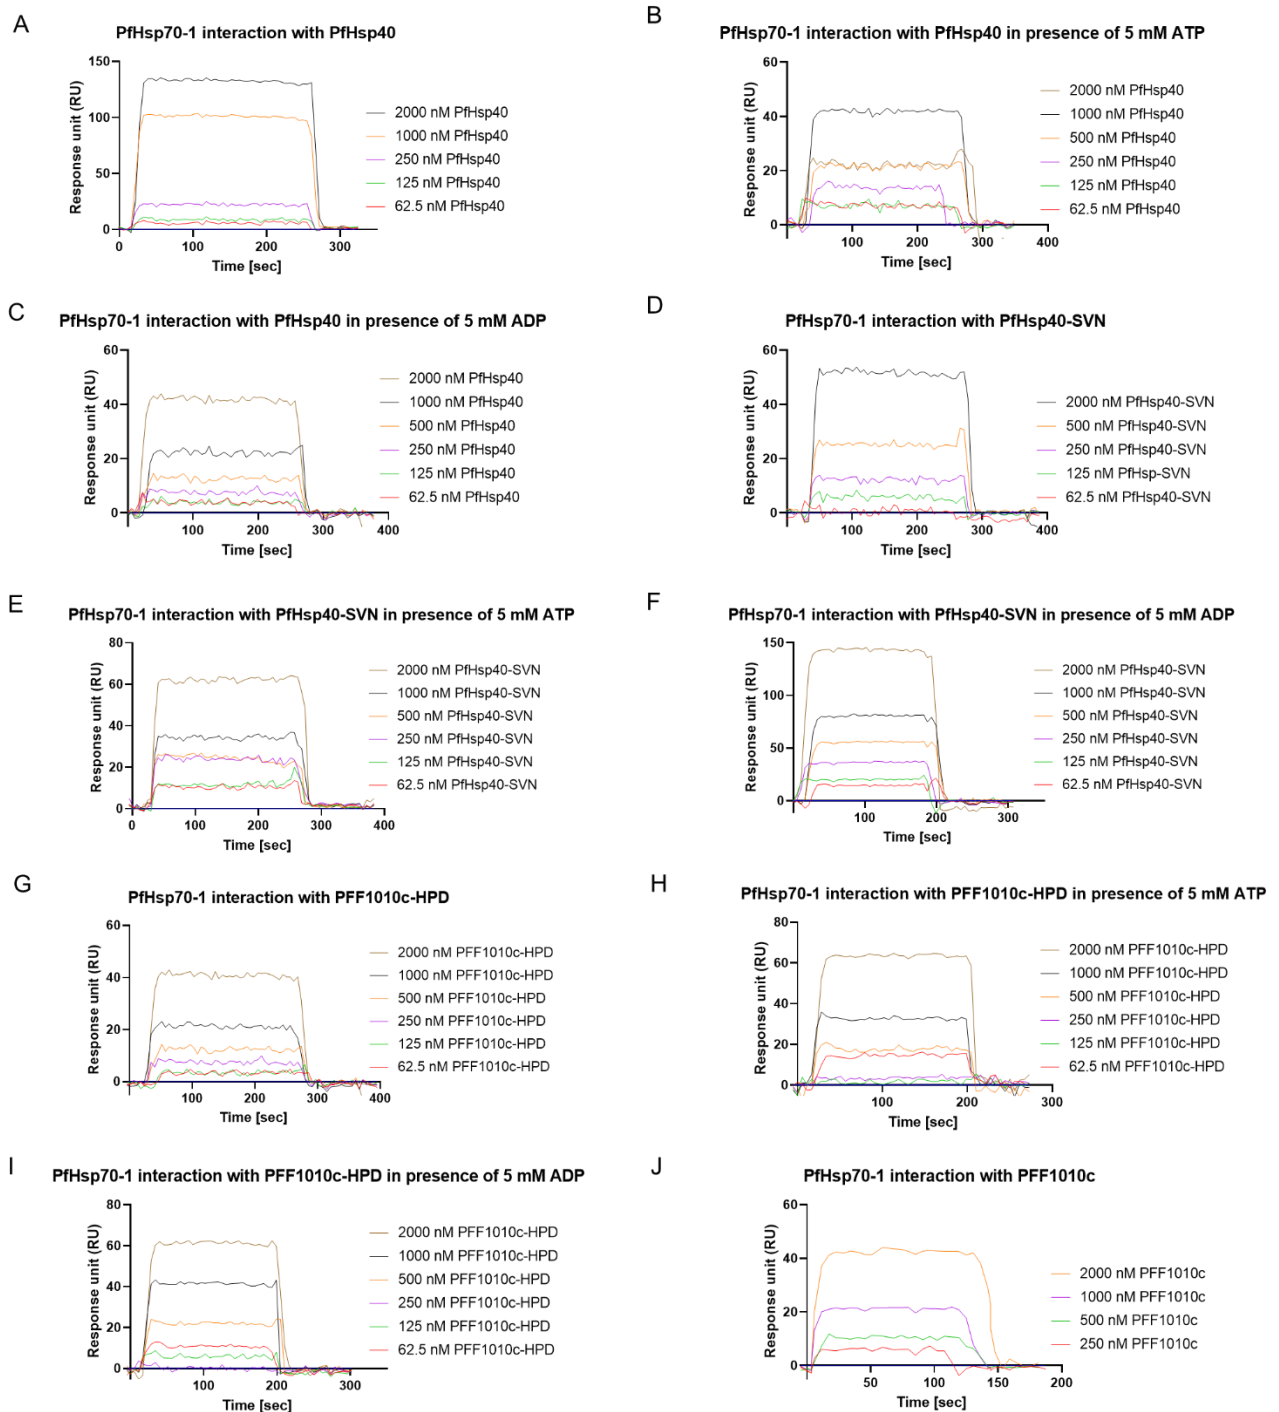 A
PfHsp70-1 interaction with PfHsp40
Response unit (RU)
150
100
50
0
0 100 200 300
Time [sec]
2000 nM PfHsp40
1000 nM PfHsp40
250 nM PfHsp40
125 nM PfHsp40
62.5 nM PfHsp40
B
PfHsp70-1 interaction with PfHsp40 in presence of 5 mM ATP
Response unit (RU)
60
40
20
0
100 200 300 400
Time [sec]
2000 nM PfHsp40
1000 nM PfHsp40
500 nM PfHsp40
250 nM PfHsp40
125 nM PfHsp40
62.5 nM PfHsp40
C
PfHsp70-1 interaction with PfHsp40 in presence of 5 mM ADP
Response unit (RU)
60
40
20
0
100 200 300 400
Time [sec]
2000 nM PfHsp40
1000 nM PfHsp40
500 nM PfHsp40
250 nM PfHsp40
125 nM PfHsp40
62.5 nM PfHsp40
D
PfHsp70-1 interaction with PfHsp40-SVN
Response unit (RU)
60
40
20
0
100 200 300 400
Time [sec]
2000 nM PfHsp40-SVN
500 nM PfHsp40-SVN
250 nM PfHsp40-SVN
125 nM PfHsp-SVN
62.5 nM PfHsp40-SVN
E
PfHsp70-1 interaction with PfHsp40-SVN in presence of 5 mM ATP
Response unit (RU)
80
60
40
20
0
0 100 200 300 400
Time [sec]
2000 nM PfHsp40-SVN
1000 nM PfHsp40-SVN
500 nM PfHsp40-SVN
250 nM PfHsp40-SVN
125 nM PfHsp40-SVN
62.5 nM PfHsp40-SVN
F
PfHsp70-1 interaction with PfHsp40-SVN in presence of 5 mM ADP
Response unit (RU)
150
100
50
0
100 200 300
Time [sec]
2000 nM PfHsp40-SVN
1000 nM PfHsp40-SVN
500 nM PfHsp40-SVN
250 nM PfHsp40-SVN
125 nM PfHsp40-SVN
62.5 nM PfHsp40-SVN
G
PfHsp70-1 interaction with PFF1010c-HPD
Response unit (RU)
60
40
20
0
100 200 300 400
Time [sec]
2000 nM PFF1010c-HPD
1000 nM PFF1010c-HPD
500 nM PFF1010c-HPD
250 nM PFF1010c-HPD
125 nM PFF1010c-HPD
62.5 nM PFF1010c-HPD
H
PfHsp70-1 interaction with PFF1010c-HPD in presence of 5 mM ATP
Response unit (RU)
80
60
40
20
0
100 200 300
Time [sec]
2000 nM PFF1010c-HPD
1000 nM PFF1010c-HPD
500 nM PFF1010c-HPD
250 nM PFF1010c-HPD
125 nM PFF1010c-HPD
62.5 nM PFF1010c-HPD
I
PfHsp70-1 interaction with PFF1010c-HPD in presence of 5 mM ADP
Response unit (RU)
80
60
40
20
0
100 200 300
Time [sec]
2000 nM PFF1010c-HPD
1000 nM PFF1010c-HPD
500 nM PFF1010c-HPD
250 nM PFF1010c-HPD
125 nM PFF1010c-HPD
62.5 nM PFF1010c-HPD
J
PfHsp70-1 interaction with PFF1010c
Response unit (RU)
60
40
20
0
50 100 150 200
Time [sec]
2000 nM PFF1010c
1000 nM PFF1010c
500 nM PFF1010c
250 nM PFF1010c